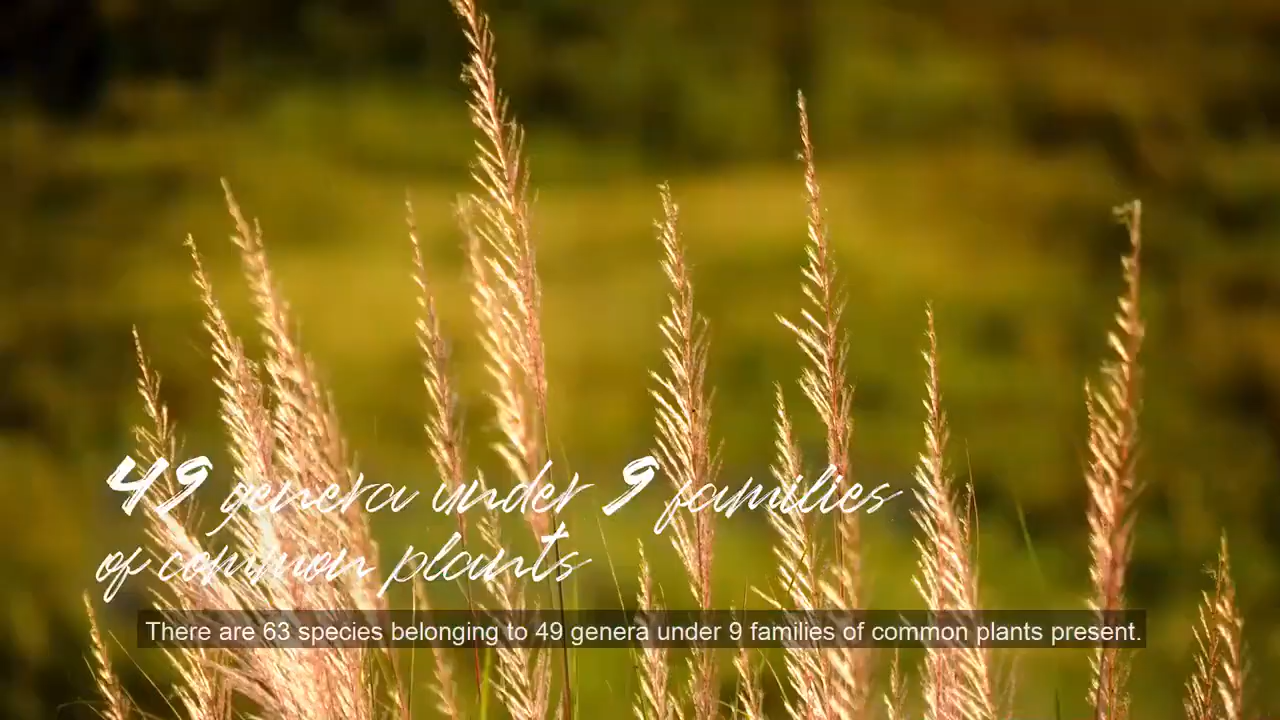 49 genera under 9 families
of common plants
There are 63 species belonging to 49 genera under 9 families of common plants present.